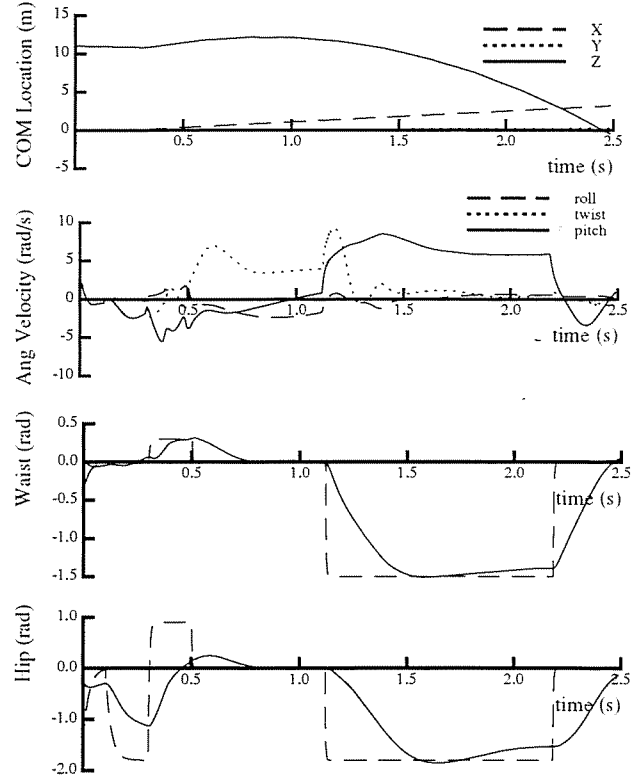 COM Location (m)
15
10
5
0
-5
X
Y
Z
0.5 1.0 1.5 2.0 2.5
time (s)
Ang Velocity (rad/s)
10
5
0
-5
-10
roll
twist
pitch
0.5 1.0 1.5 2.0 2.5
time (s)
Waist (rad)
0.5
0.0
-0.5
-1.0
-1.5
0.5 1.0 1.5 2.0 2.5
time (s)
Hip (rad)
1.0
0.0
-1.0
-2.0
0.5 1.0 1.5 2.0 2.5
time (s)